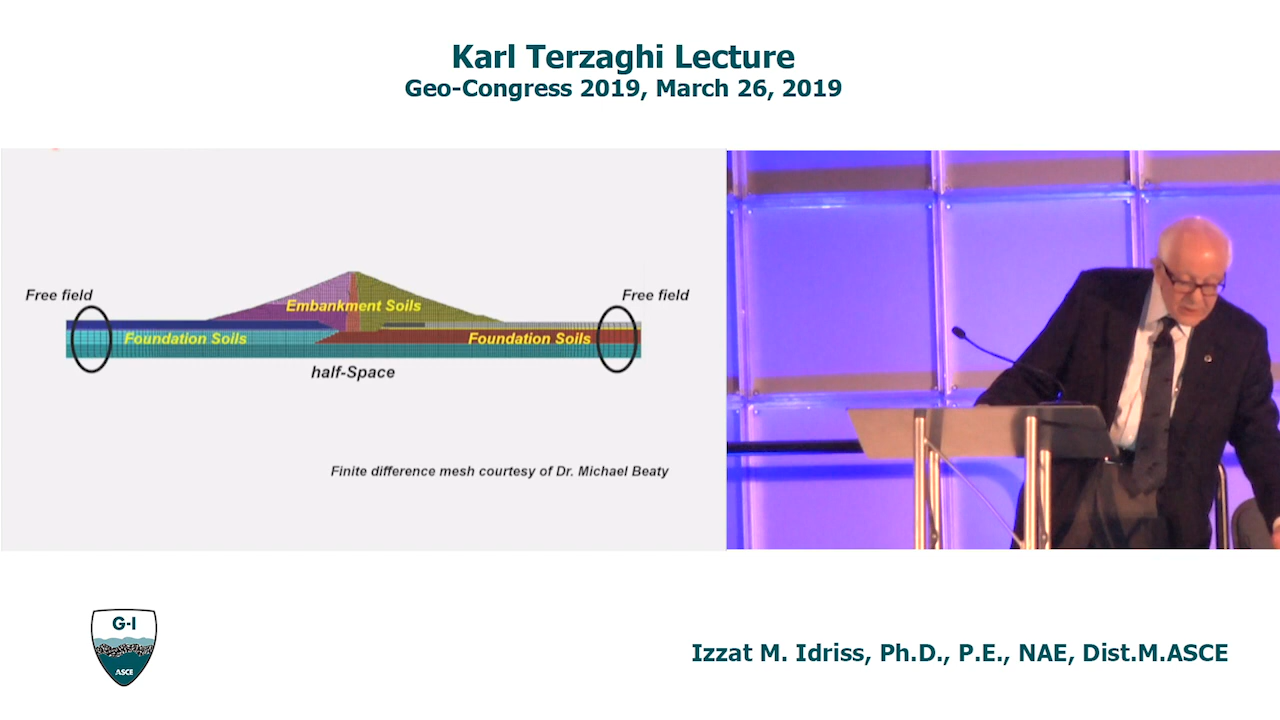 Karl Terzaghi Lecture
Geo-Congress 2019, March 26, 2019
Free field
Free field
Embankment Soils
Foundation Soils
Foundation Soils
half-Space
Finite difference mesh courtesy of Dr. Michael Beaty
G-I
ASCE
Izzat M. Idriss, Ph.D., P.E., NAE, Dist.M.ASCE